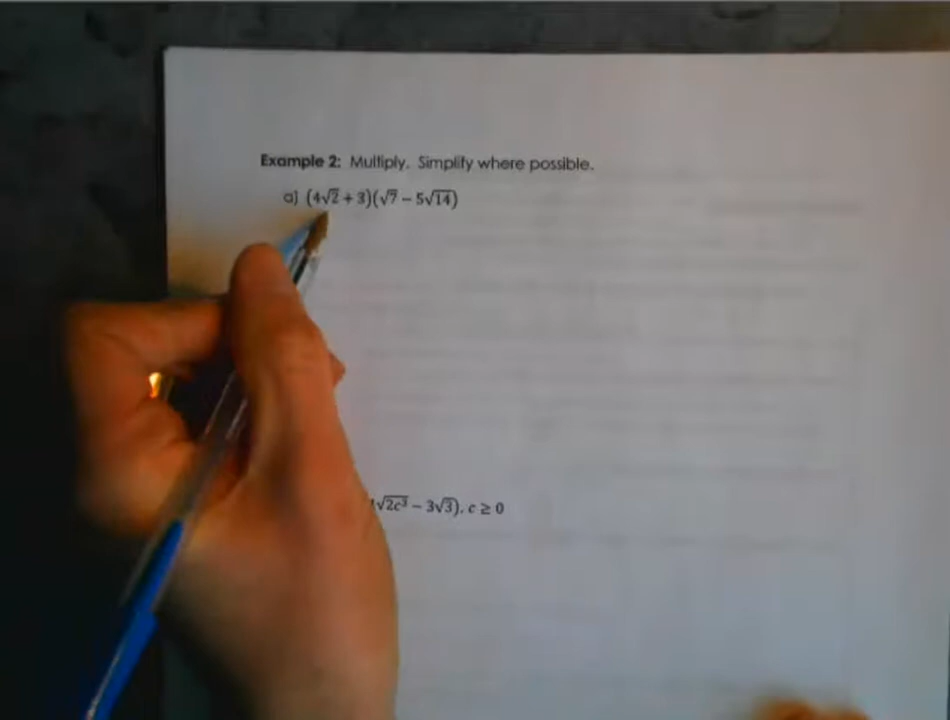 Example 2: Multiply. Simplify where possible.
a) (4√2 + 3)(√7 − 5√14)
√2c³ − 3√3), c ≥ 0